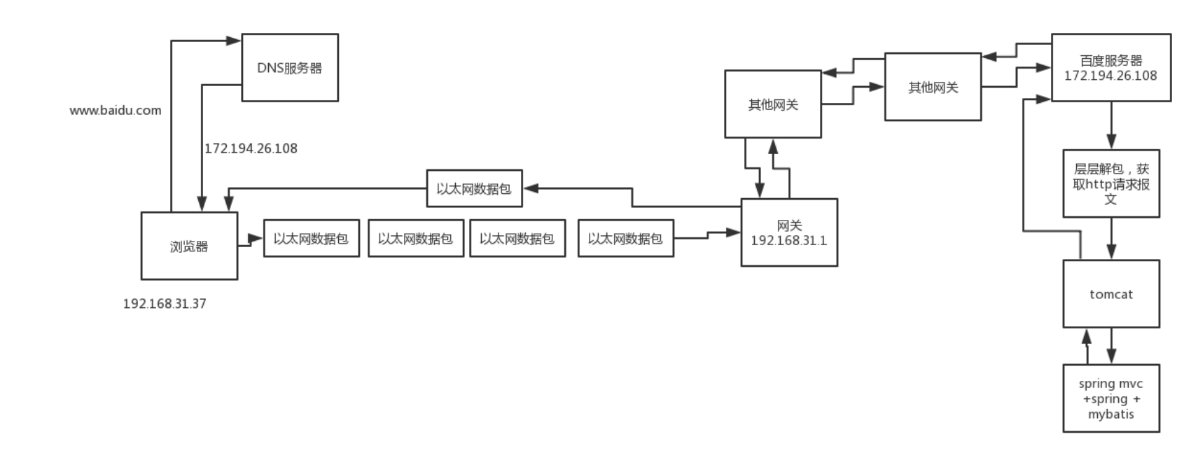 DNS服务器
www.baidu.com
172.194.26.108
浏览器
192.168.31.37
以太网数据包
以太网数据包
以太网数据包
以太网数据包
以太网数据包
网关
192.168.31.1
其他网关
其他网关
百度服务器
172.194.26.108
层层解包，获
取http请求报
文
tomcat
spring mvc
+spring +
mybatis